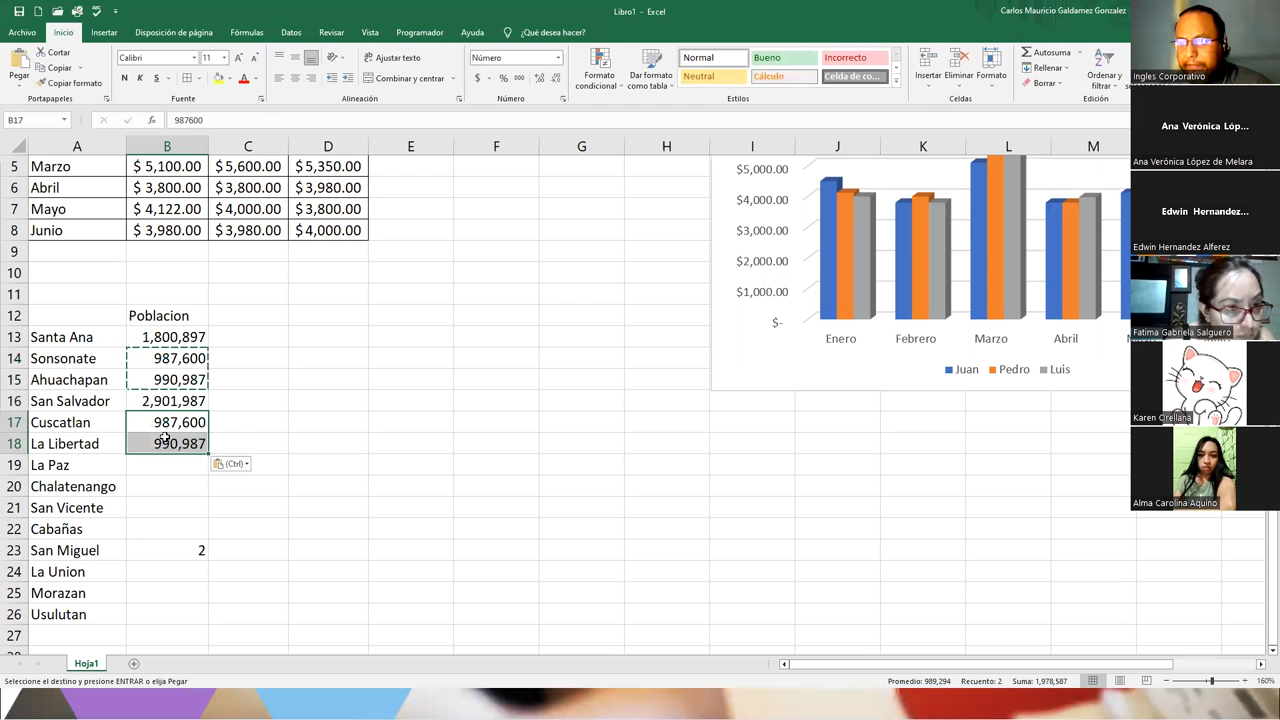 Libro1 - Excel
Carlos Mauricio Galdamez Gonzalez
Archivo Inicio Insertar Disposición de página Fórmulas Datos Revisar Vista Programador Ayuda ¿Qué desea hacer?
Pegar
Cortar
Copiar
Copiar formato
Portapapeles
Calibri 11
N K S
Fuente
Ajustar texto
Combinar y centrar
Alineación
Número
$ % 000
Número
Formato condicional
Dar formato como tabla
Normal Bueno Incorrecto
Neutral Cálculo Celda de co...
Estilos
Insertar Eliminar Formato
Celdas
Autosuma
Rellenar
Borrar
Ordenar y
Edición
B17 fx 987600
A B C D E F G H I J K L M
5 Marzo $ 5,100.00 $ 5,600.00 $ 5,350.00
6 Abril $ 3,800.00 $ 3,800.00 $ 3,980.00
7 Mayo $ 4,122.00 $ 4,000.00 $ 3,800.00
8 Junio $ 3,980.00 $ 3,980.00 $ 4,000.00
9
10
11
12 Poblacion
13 Santa Ana 1,800,897
14 Sonsonate 987,600
15 Ahuachapan 990,987
16 San Salvador 2,901,987
17 Cuscatlan 987,600
18 La Libertad 990,987
19 La Paz
20 Chalatenango
21 San Vicente
22 Cabañas
23 San Miguel 2
24 La Union
25 Morazan
26 Usulutan
27
(Ctrl)
$5,000.00
$4,000.00
$3,000.00
$2,000.00
$1,000.00
$-
Enero Febrero Marzo Abril
Juan Pedro Luis
Ingles Corporativo
Ana Verónica Lóp...
Ana Verónica López de Melara
Edwin Hernandez...
Edwin Hernandez Alferez
Fatima Gabriela Salguero
Karen Orellana
Alma Carolina Aquino
Hoja1
Seleccione el destino y presione ENTRAR o elija Pegar
Promedio: 989,294 Recuento: 2 Suma: 1,978,587
160%